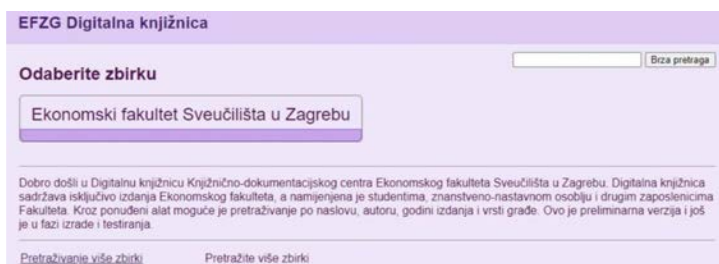 EFZG Digitalna knjižnica
Brza pretraga
Odaberite zbirku
Ekonomski fakultet Sveučilišta u Zagrebu
Dobro došli u Digitalnu knjižnicu Knjižnično-dokumentacijskog centra Ekonomskog fakulteta Sveučilišta u Zagrebu. Digitalna knjižnica
sadržava isključivo izdanja Ekonomskog fakulteta, a namijenjena je studentima, znanstveno-nastavnom osoblju i drugim zaposlenicima
Fakulteta. Kroz ponuđeni alat moguće je pretraživanje po naslovu, autoru, godini izdanja i vrsti građe. Ovo je preliminarna verzija i još
je u fazi izrade i testiranja.
Pretraživanje više zbirki Pretražite više zbirki